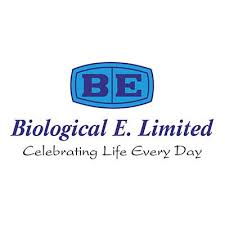 BE
Biological E. Limited
Celebrating Life Every Day